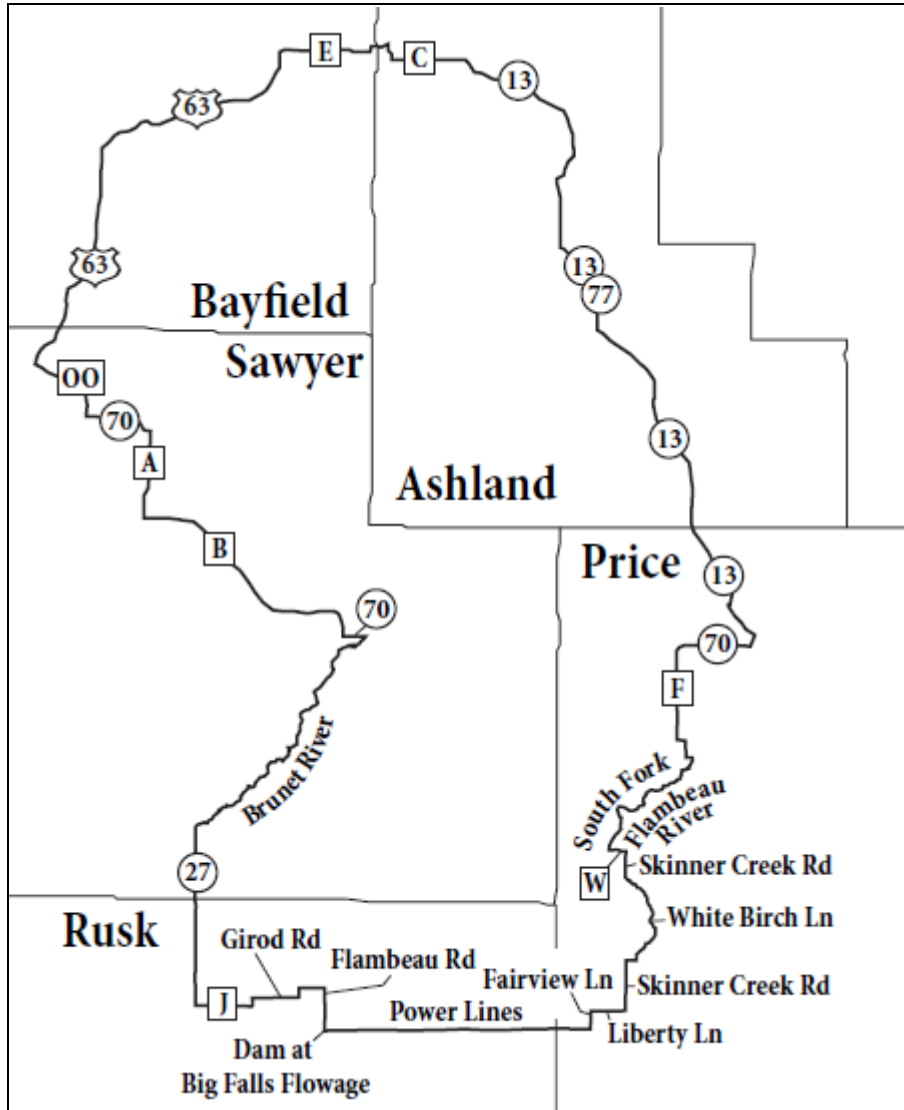 E
C
13
63
63
13
77
Bayfield
Sawyer
OO
70
A
13
Ashland
B
Price
13
70
70
F
Brunet River
South Fork
Flambeau
River
27
W
Skinner Creek Rd
White Birch Ln
Rusk
Girod Rd
Flambeau Rd
Fairview Ln
Skinner Creek Rd
J
Power Lines
Liberty Ln
Dam at
Big Falls Flowage